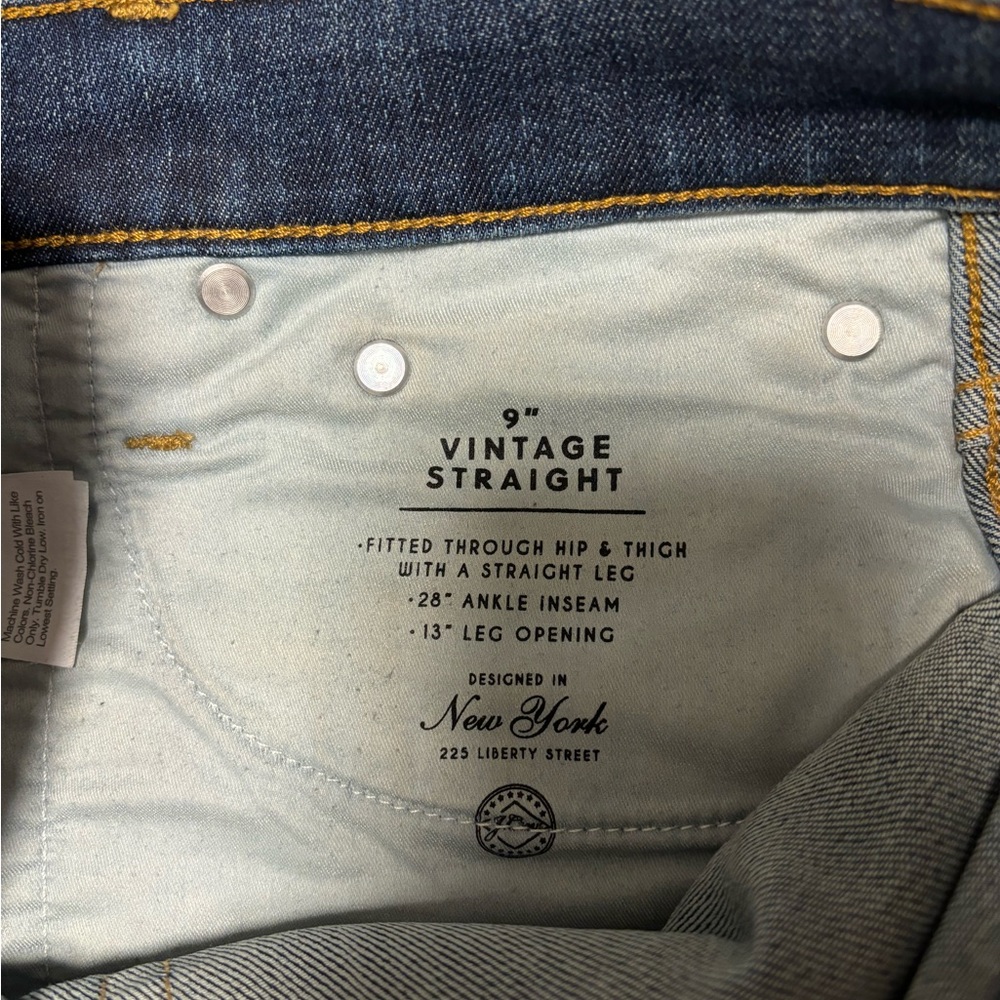 9"
VINTAGE
STRAIGHT
•FITTED THROUGH HIP & THIGH
WITH A STRAIGHT LEG
•28" ANKLE INSEAM
•13" LEG OPENING
DESIGNED IN
New York
225 LIBERTY STREET
J.Crew
Machine Wash Cold With Like
Colors. Non-Chlorine Bleach
Only. Tumble Dry Low. Iron on
Lowest Setting.